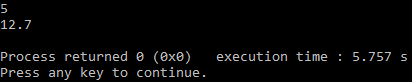 5
12.7
Process returned 0 (0x0)   execution time : 5.757 s
Press any key to continue.